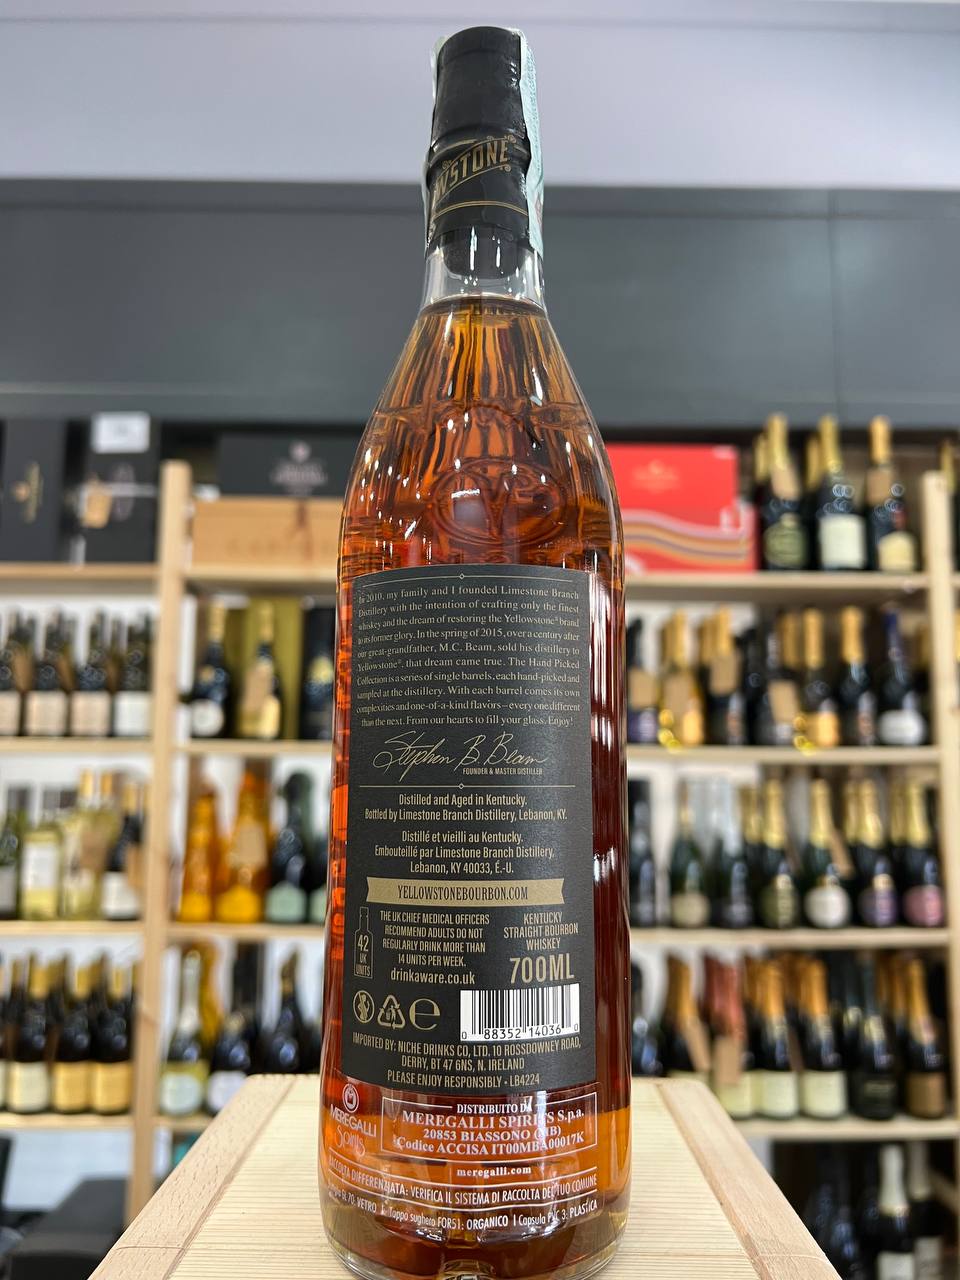 WSTONE
In 2010, my family and I founded Limestone Branch
Distillery with the intention of crafting only the finest
whiskey and the dream of restoring the Yellowstone® brand
to its former glory. In the spring of 2015, over a century after
our great-grandfather, M.C. Beam, sold his distillery to
Yellowstone®, that dream came true. The Hand Picked
Collection is a series of single barrels, each hand-picked and
sampled at the distillery. With each barrel comes its own
complexities and one-of-a-kind flavors—every one different
than the next. From our hearts to fill your glass, Enjoy!
Stephen B. Beam
FOUNDER & MASTER DISTILLER
Distilled and Aged in Kentucky.
Bottled by Limestone Branch Distillery, Lebanon, KY.
Distillé et vieilli au Kentucky.
Embouteillé par Limestone Branch Distillery,
Lebanon, KY 40033, É.-U.
YELLOWSTONEBOURBON.COM
42
UK
UNITS
THE UK CHIEF MEDICAL OFFICERS
RECOMMEND ADULTS DO NOT
REGULARLY DRINK MORE THAN
14 UNITS PER WEEK.
drinkaware.co.uk
KENTUCKY
STRAIGHT BOURBON
WHISKEY
700ML
0 88352 14036 0
IMPORTED BY: NICHE DRINKS CO, LTD. 10 ROSSDOWNEY ROAD,
DERRY, BT 47 6NS, N. IRELAND
PLEASE ENJOY RESPONSIBLY • LB4224
MEREGALLI
Spirits
DISTRIBUITO DA
MEREGALLI SPIRITS S.p.a.
20853 BIASSONO (MB)
Codice ACCISA IT00MBA00017K
meregalli.com
RACCOLTA DIFFERENZIATA: VERIFICA IL SISTEMA DI RACCOLTA DEL TUO COMUNE
GL 70: VETRO | Tappo sughero FOR51: ORGANICO | Capsula PVC 3: PLASTICA